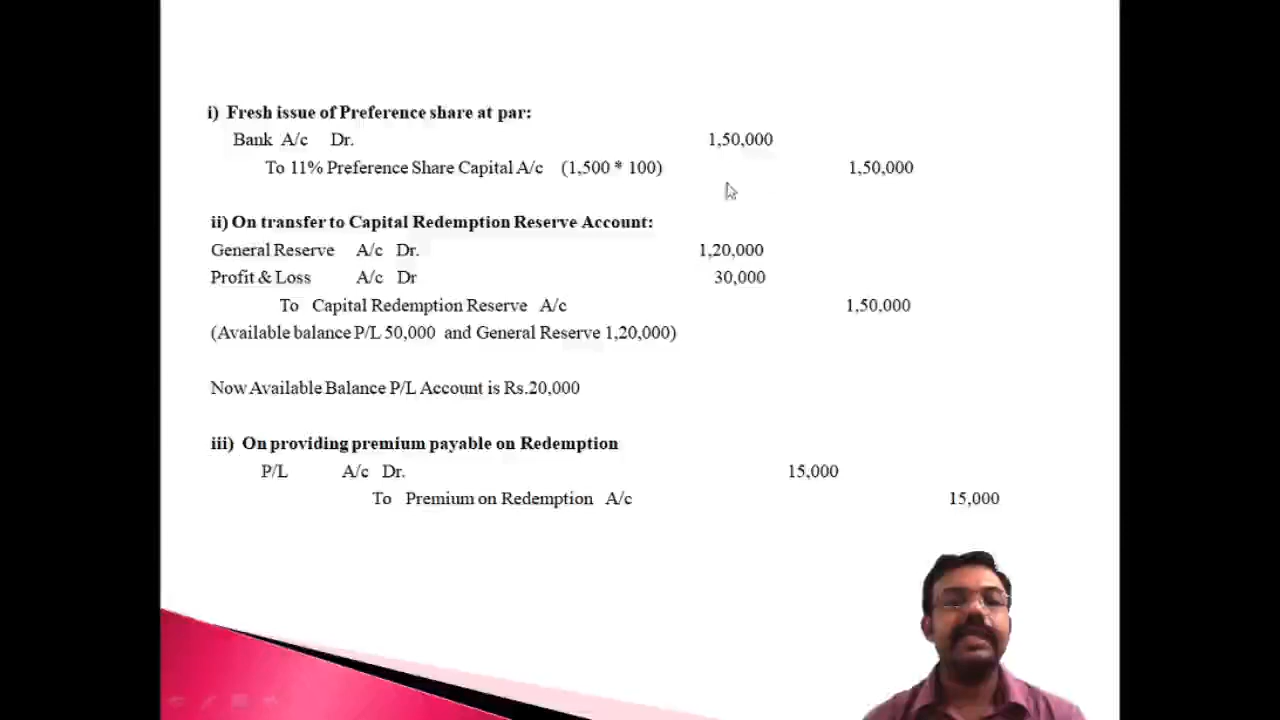 i) Fresh issue of Preference share at par:
Bank A/c Dr. 1,50,000
To 11% Preference Share Capital A/c (1,500 * 100) 1,50,000
ii) On transfer to Capital Redemption Reserve Account:
General Reserve A/c Dr. 1,20,000
Profit & Loss A/c Dr 30,000
To Capital Redemption Reserve A/c 1,50,000
(Available balance P/L 50,000 and General Reserve 1,20,000)
Now Available Balance P/L Account is Rs.20,000
iii) On providing premium payable on Redemption
P/L A/c Dr. 15,000
To Premium on Redemption A/c 15,000